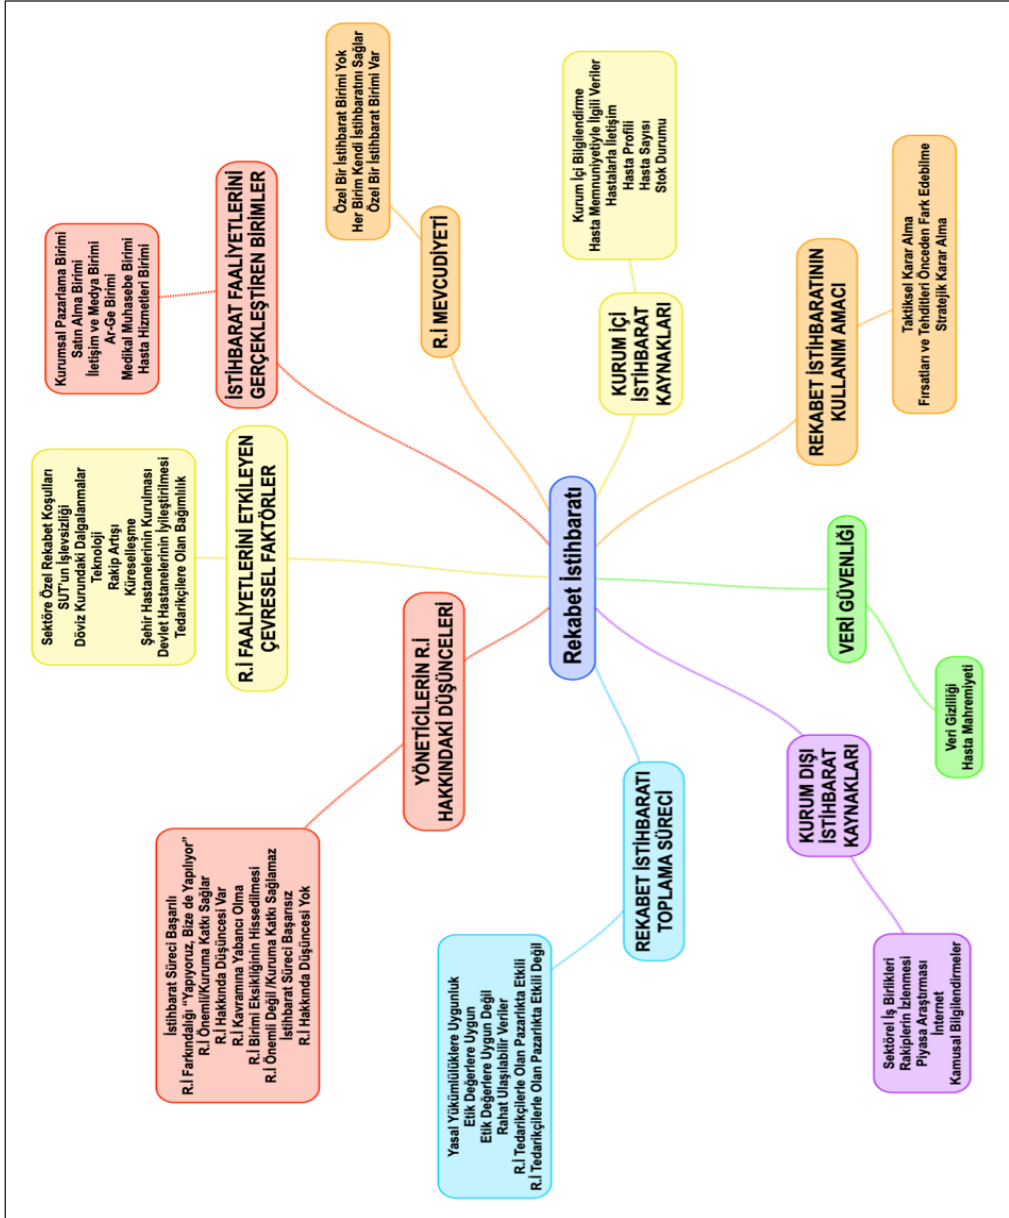 Rekabet İstihbaratı
YÖNETİCİLERİN R.İ
HAKKINDAKİ DÜŞÜNCELERİ
İstihbarat Süreci Başarılı
R.İ Farkındalığı “Yapıyoruz, Bize de Yapılıyor”
R.İ Önemli/Kuruma Katkı Sağlar
R.İ Hakkında Düşüncesi Var
R.İ Kavramına Yabancı Olma
R.İ Birimi Eksikliğinin Hissedilmesi
R.İ Önemli Değil /Kuruma Katkı Sağlamaz
İstihbarat Süreci Başarısız
R.İ Hakkında Düşüncesi Yok
R.İ FAALİYETLERİNİ ETKİLEYEN
ÇEVRESEL FAKTÖRLER
Sektöre Özel Rekabet Koşulları
SUT'un İşlevsizliği
Döviz Kurundaki Dalgalanmalar
Teknoloji
Rakip Artışı
Küreselleşme
Şehir Hastanelerinin Kurulması
Devlet Hastanelerinin İyileştirilmesi
Tedarikçilere Olan Bağımlılık
İSTİHBARAT FAALİYETLERİNİ
GERÇEKLEŞTİREN BİRİMLER
Kurumsal Pazarlama Birimi
Satın Alma Birimi
İletişim ve Medya Birimi
Ar-Ge Birimi
Medikal Muhasebe Birimi
Hasta Hizmetleri Birimi
R.İ MEVCUDİYETİ
Özel Bir İstihbarat Birimi Yok
Her Birim Kendi İstihbaratını Sağlar
Özel Bir İstihbarat Birimi Var
KURUM İÇİ
İSTİHBARAT
KAYNAKLARI
Kurum İçi Bilgilendirme
Hasta Memnuniyetiyle İlgili Veriler
Hastalarla İletişim
Hasta Profili
Hasta Sayısı
Stok Durumu
REKABET İSTİHBARATININ
KULLANIM AMACI
Taktiksel Karar Alma
Fırsatları ve Tehditleri Önceden Fark Edebilme
Stratejik Karar Alma
VERİ GÜVENLİĞİ
Veri Gizliliği
Hasta Mahremiyeti
KURUM DIŞI
İSTİHBARAT
KAYNAKLARI
Sektörel İş Birlikleri
Rakiplerin İzlenmesi
Piyasa Araştırması
İnternet
Kamusal Bilgilendirmeler
REKABET İSTİHBARATI
TOPLAMA SÜRECİ
Yasal Yükümlülüklere Uygunluk
Etik Değerlere Uygun
Etik Değerlere Uygun Değil
Rahat Ulaşılabilir Veriler
R.İ Tedarikçilerle Olan Pazarlıkta Etkili
R.İ Tedarikçilerle Olan Pazarlıkta Etkili Değil